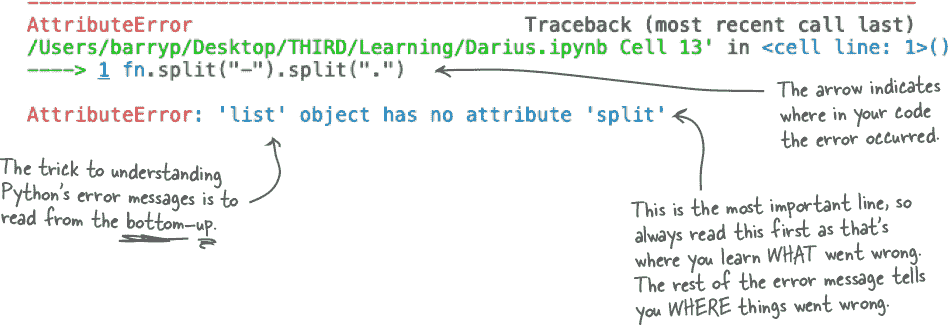 AttributeError Traceback (most recent call last)
/Users/barryp/Desktop/THIRD/Learning/Darius.ipynb Cell 13' in <cell line: 1>()
----> 1 fn.split("-").split(".")
The arrow indicates
where in your code
the error occurred.
AttributeError: 'list' object has no attribute 'split'
The trick to understanding
Python's error messages is to
read from the bottom-up.
This is the most important line, so
always read this first as that's
where you learn WHAT went wrong.
The rest of the error message tells
you WHERE things went wrong.